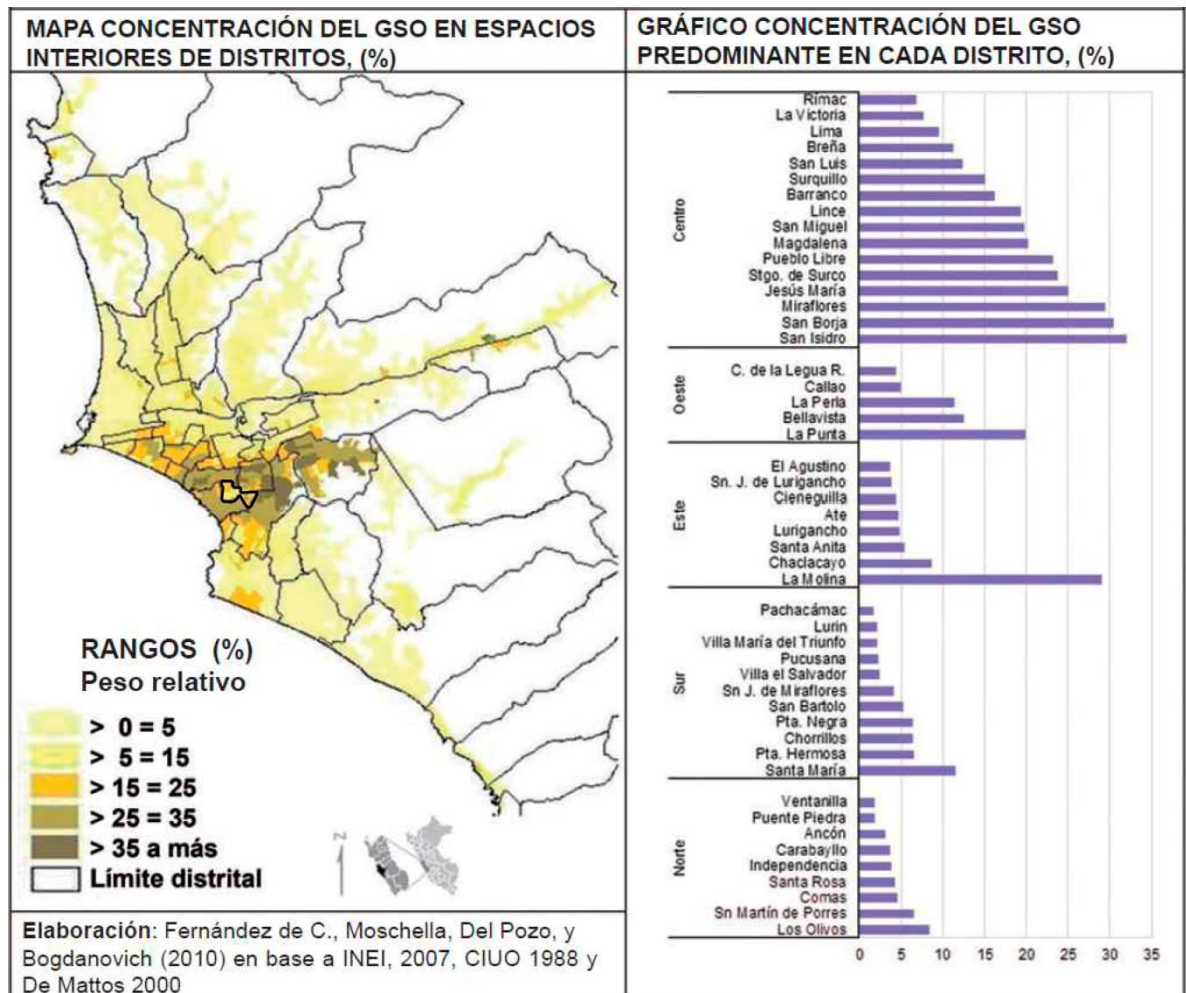 MAPA CONCENTRACIÓN DEL GSO EN ESPACIOS
INTERIORES DE DISTRITOS, (%)
RANGOS (%)
Peso relativo
> 0 = 5
> 5 = 15
> 15 = 25
> 25 = 35
> 35 a más
Límite distrital
N
Elaboración: Fernández de C., Moschella, Del Pozo, y
Bogdanovich (2010) en base a INEI, 2007, CIUO 1988 y
De Mattos 2000
GRÁFICO CONCENTRACIÓN DEL GSO
PREDOMINANTE EN CADA DISTRITO, (%)
Centro
Rímac
La Victoria
Lima
Breña
San Luis
Surquillo
Barranco
Lince
San Miguel
Magdalena
Pueblo Libre
Stgo. de Surco
Jesús María
Miraflores
San Borja
San Isidro
Oeste
C. de la Legua R.
Callao
La Perla
Bellavista
La Punta
Este
El Agustino
Sn. J. de Lurigancho
Cieneguilla
Ate
Lurigancho
Santa Anita
Chaclacayo
La Molina
Sur
Pachacámac
Lurin
Villa María del Triunfo
Pucusana
Villa el Salvador
Sn J. de Miraflores
San Bartolo
Pta. Negra
Chorrillos
Pta. Hermosa
Santa María
Norte
Ventanilla
Puente Piedra
Ancón
Carabayllo
Independencia
Santa Rosa
Comas
Sn Martín de Porres
Los Olivos
0 5 10 15 20 25 30 35